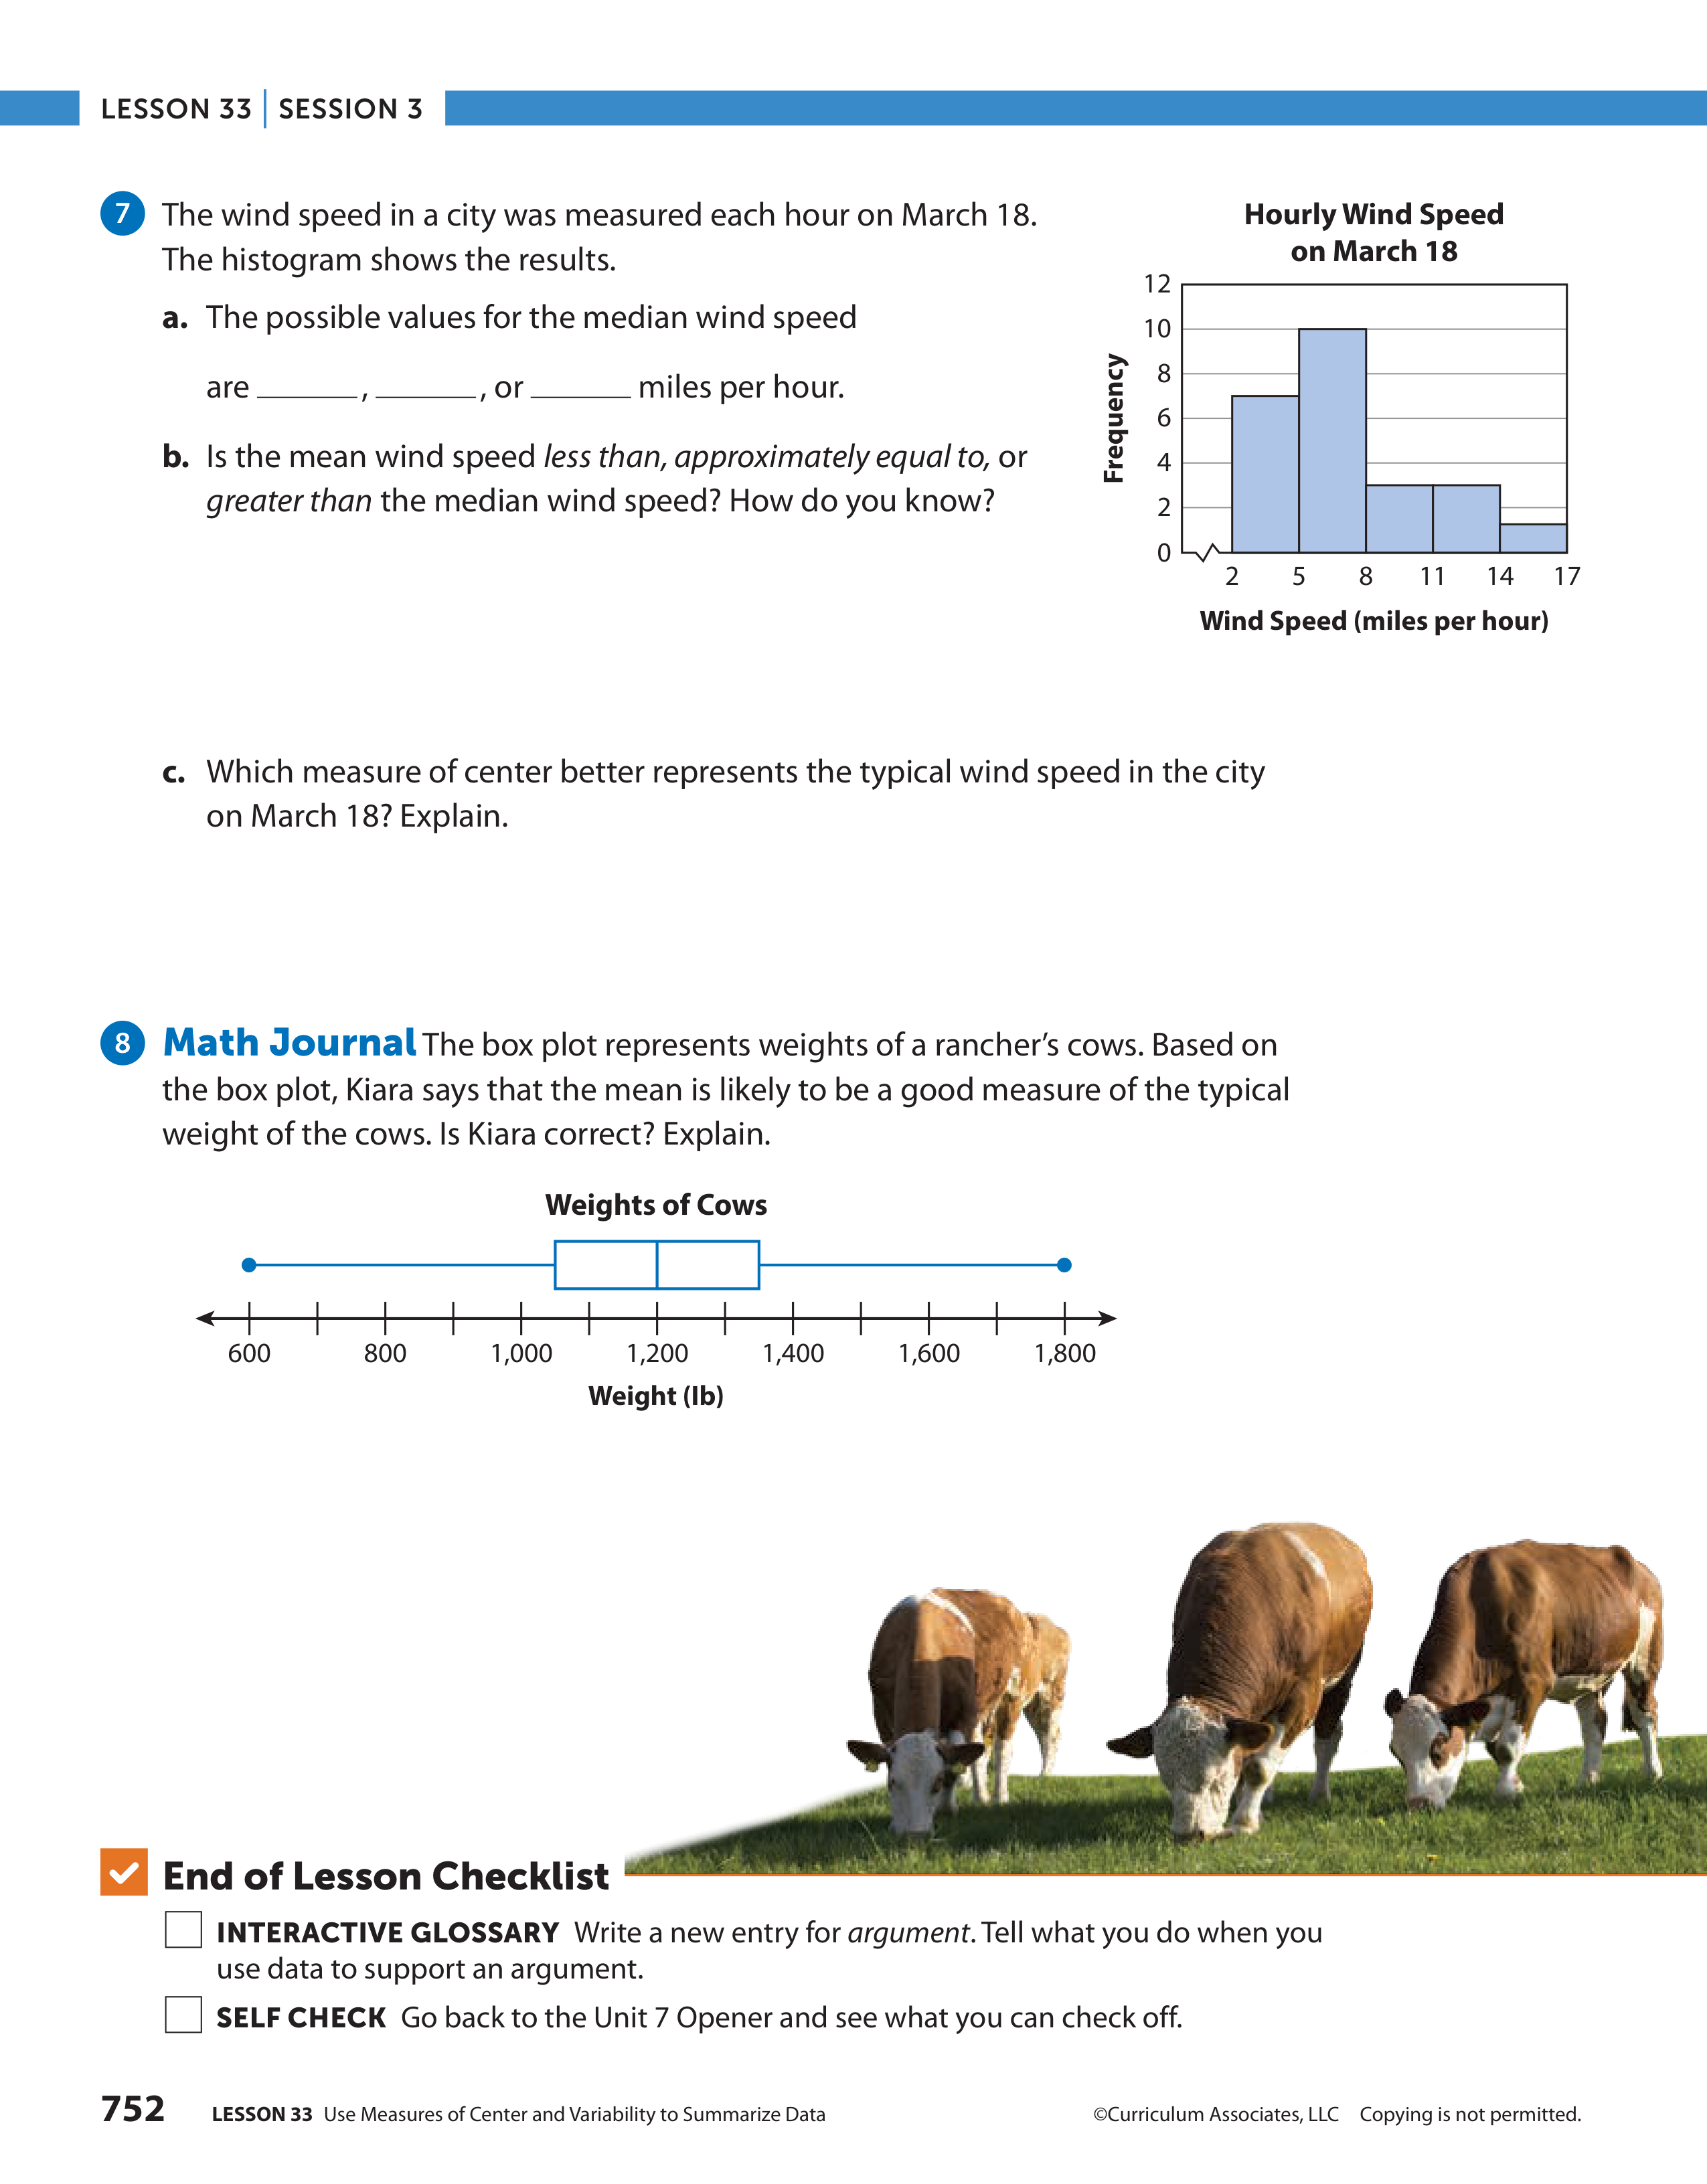 LESSON 33 | SESSION 3
7 The wind speed in a city was measured each hour on March 18.
The histogram shows the results.
a. The possible values for the median wind speed
are ______, ______, or ______ miles per hour.
b. Is the mean wind speed less than, approximately equal to, or
greater than the median wind speed? How do you know?
Hourly Wind Speed
on March 18
12
10
8
6
4
2
0
Frequency
2 5 8 11 14 17
Wind Speed (miles per hour)
c. Which measure of center better represents the typical wind speed in the city
on March 18? Explain.
8 Math Journal The box plot represents weights of a rancher’s cows. Based on
the box plot, Kiara says that the mean is likely to be a good measure of the typical
weight of the cows. Is Kiara correct? Explain.
Weights of Cows
600 800 1,000 1,200 1,400 1,600 1,800
Weight (lb)
End of Lesson Checklist
INTERACTIVE GLOSSARY Write a new entry for argument. Tell what you do when you
use data to support an argument.
SELF CHECK Go back to the Unit 7 Opener and see what you can check off.
752 LESSON 33 Use Measures of Center and Variability to Summarize Data ©Curriculum Associates, LLC Copying is not permitted.